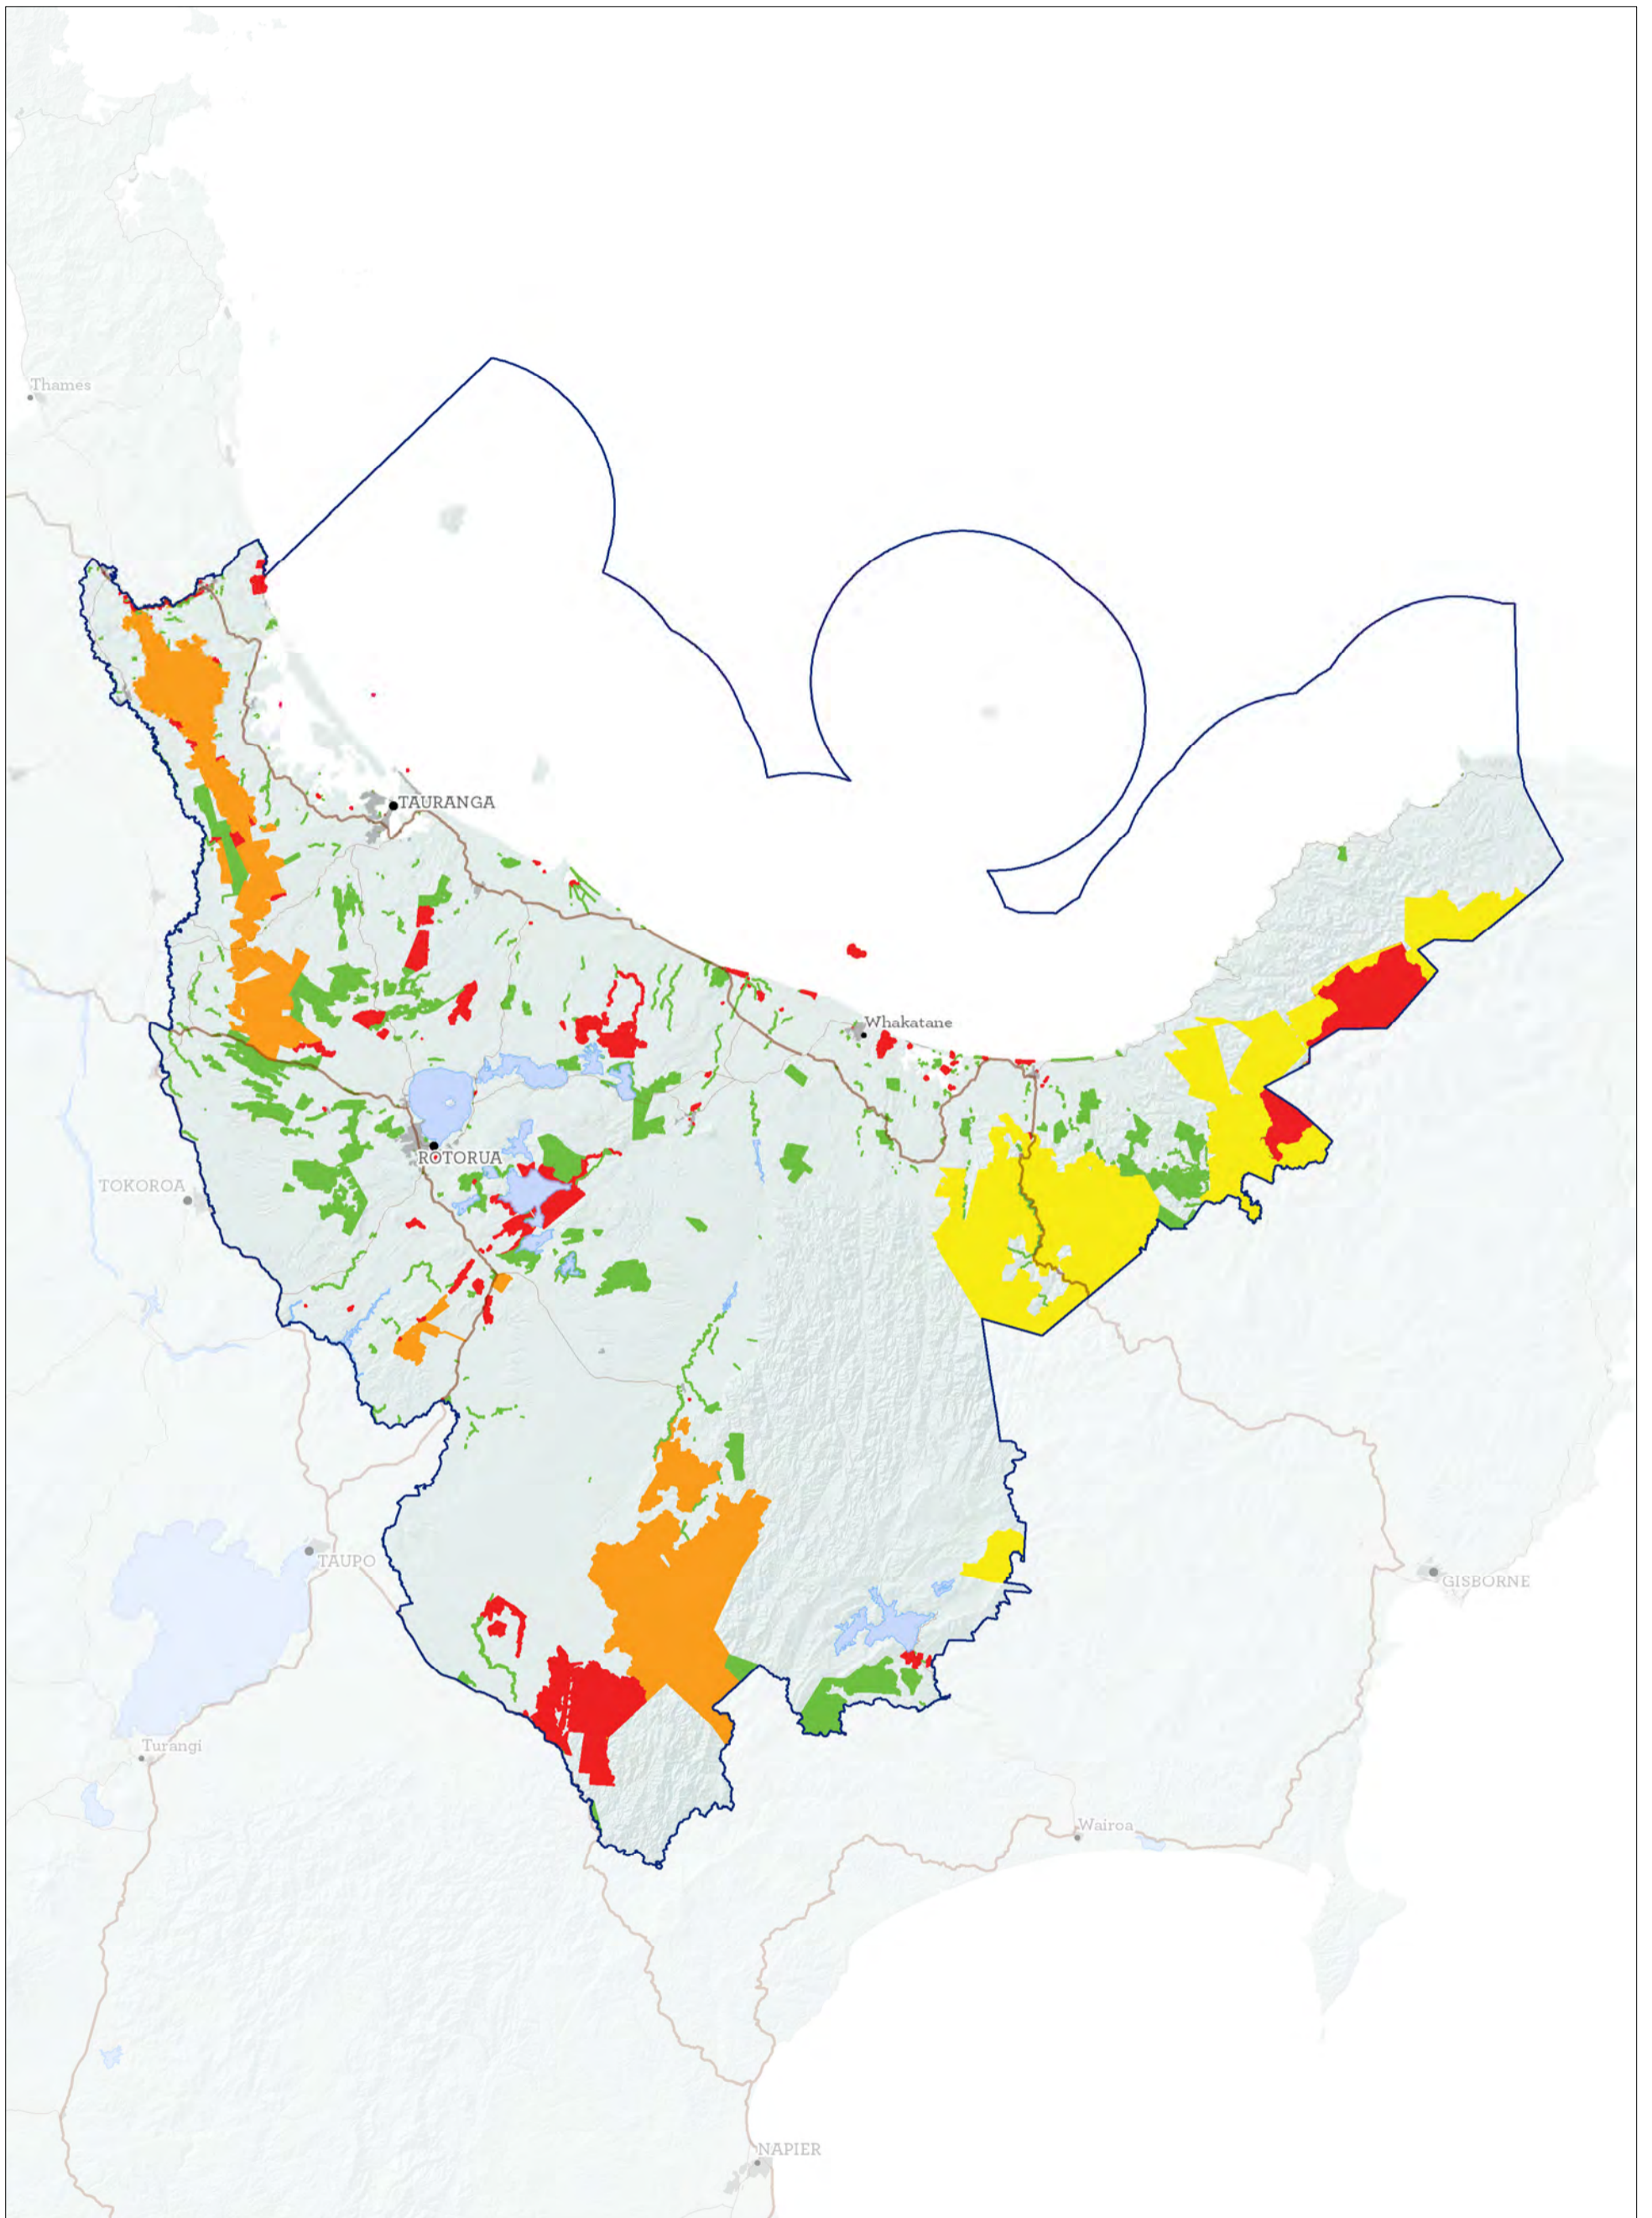 Thames
TAURANGA
Whakatane
ROTORUA
TOKOROA
TAUPO
GISBORNE
Turangi
Wairoa
NAPIER